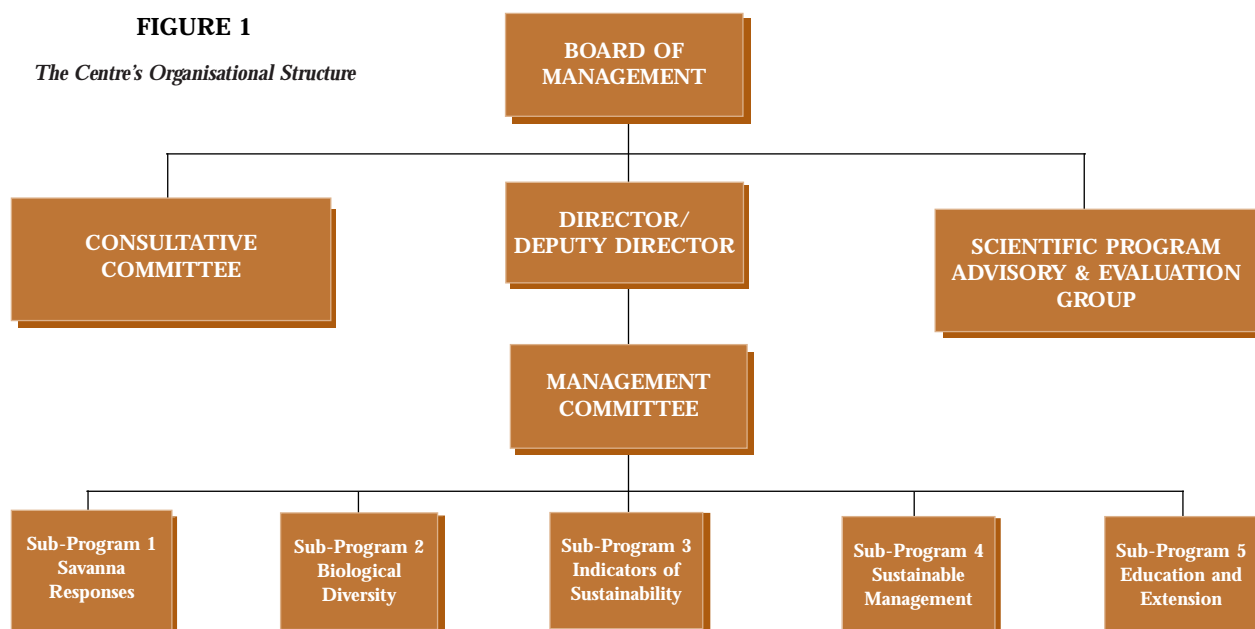 FIGURE 1
The Centre's Organisational Structure
BOARD OF
MANAGEMENT
CONSULTATIVE
COMMITTEE
DIRECTOR/
DEPUTY DIRECTOR
SCIENTIFIC PROGRAM
ADVISORY & EVALUATION
GROUP
MANAGEMENT
COMMITTEE
Sub-Program 1
Savanna
Responses
Sub-Program 2
Biological
Diversity
Sub-Program 3
Indicators of
Sustainability
Sub-Program 4
Sustainable
Management
Sub-Program 5
Education and
Extension